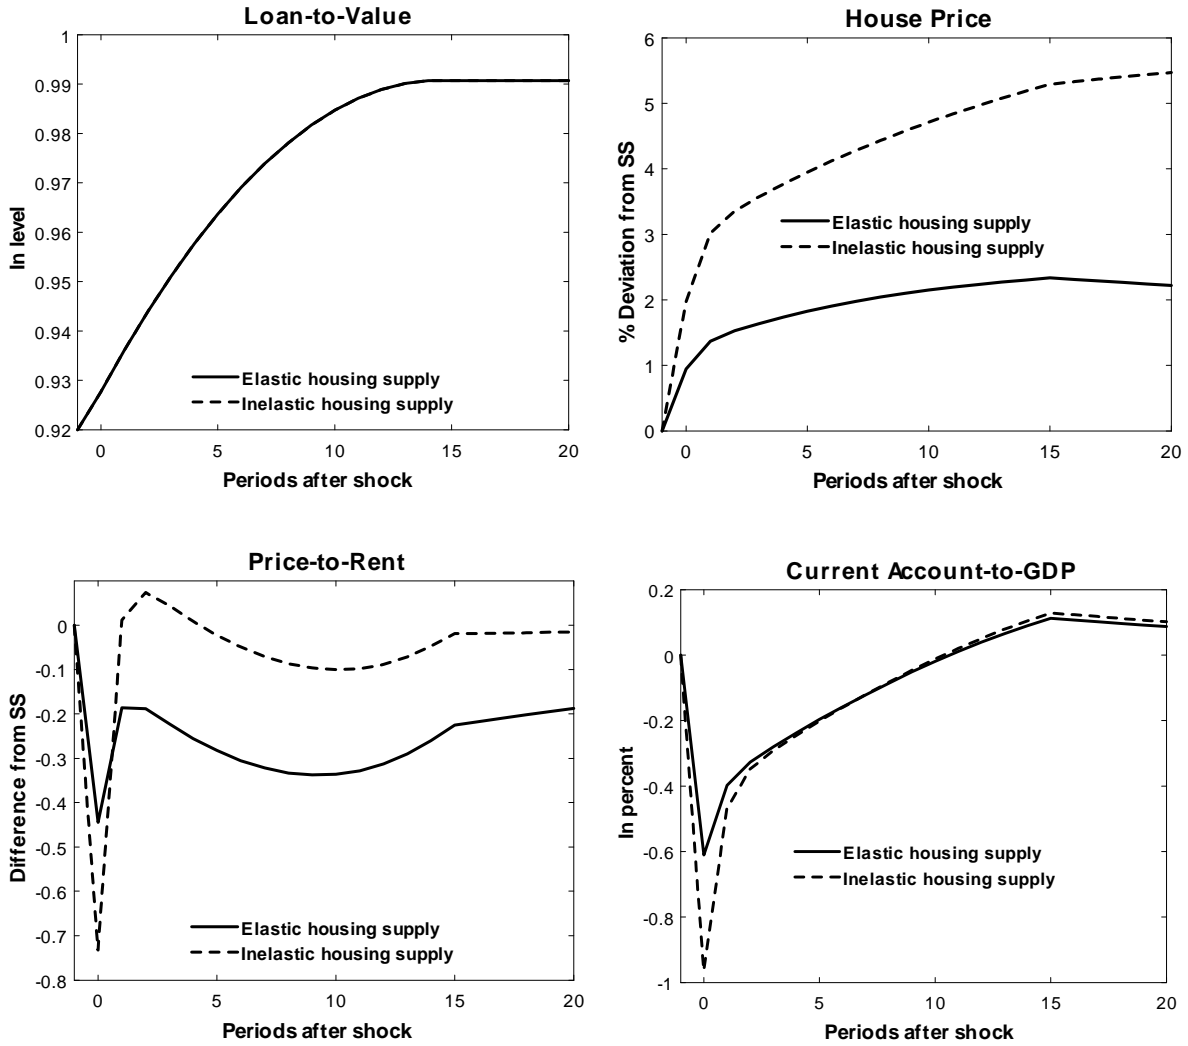 Loan-to-Value
1
0.99
0.98
0.97
0.96
0.95
0.94
0.93
0.92
In level
Elastic housing supply
Inelastic housing supply
0 5 10 15 20
Periods after shock
House Price
6
5
4
3
2
1
0
% Deviation from SS
Elastic housing supply
Inelastic housing supply
0 5 10 15 20
Periods after shock
Price-to-Rent
0
-0.1
-0.2
-0.3
-0.4
-0.5
-0.6
-0.7
-0.8
Difference from SS
Elastic housing supply
Inelastic housing supply
0 5 10 15 20
Periods after shock
Current Account-to-GDP
0.2
0
-0.2
-0.4
-0.6
-0.8
-1
In percent
Elastic housing supply
Inelastic housing supply
0 5 10 15 20
Periods after shock